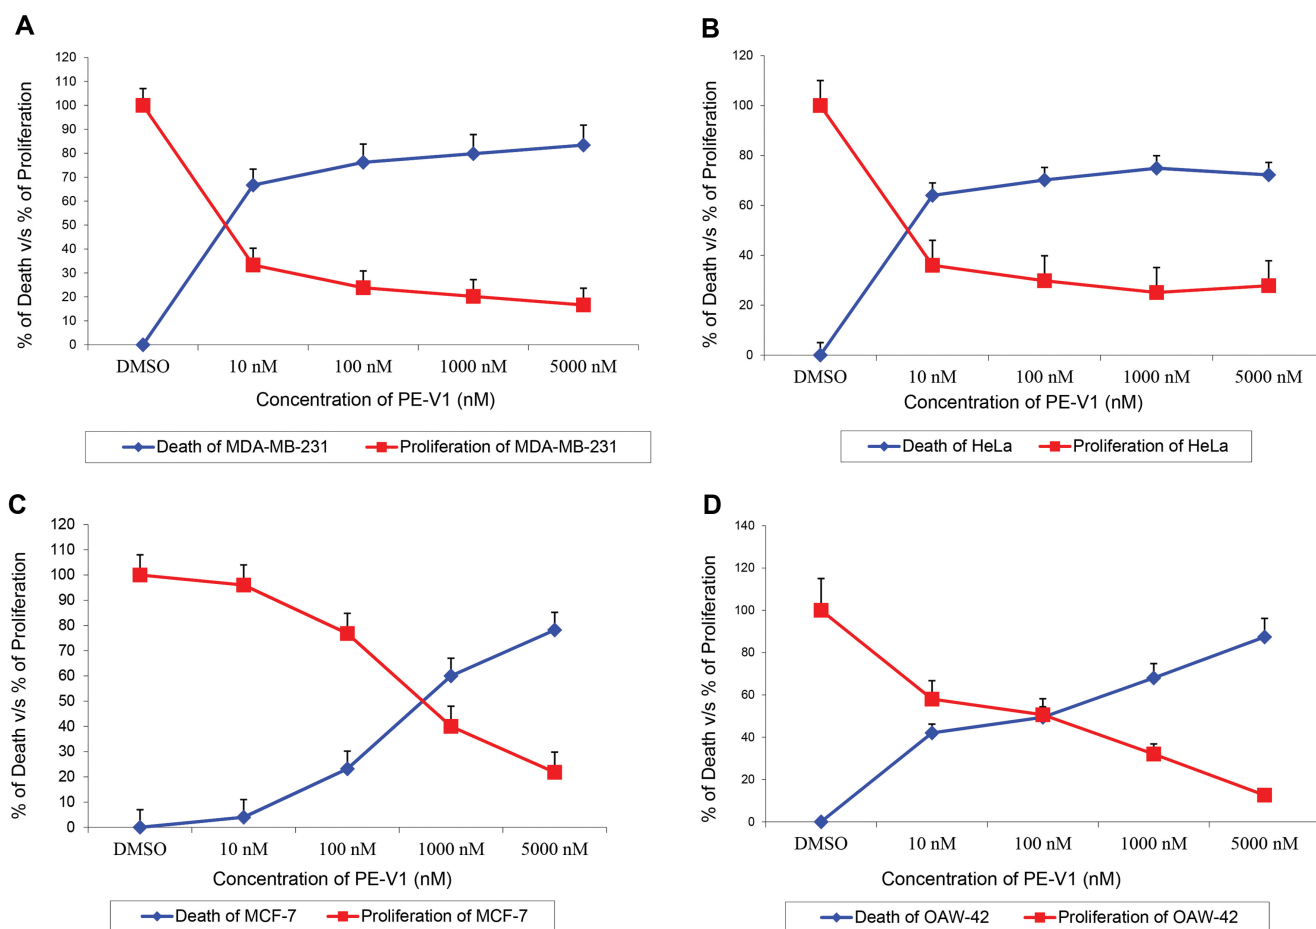 A
% of Death v/s % of Proliferation
120
110
100
90
80
70
60
50
40
30
20
10
0
DMSO 10 nM 100 nM 1000 nM 5000 nM
Concentration of PE-V1 (nM)
Death of MDA-MB-231 Proliferation of MDA-MB-231
B
% of Death v/s % of Proliferation
120
100
80
60
40
20
0
DMSO 10 nM 100 nM 1000 nM 5000 nM
Concentration of PE-V1 (nM)
Death of HeLa Proliferation of HeLa
C
% of Death v/s % of Proliferation
120
110
100
90
80
70
60
50
40
30
20
10
0
DMSO 10 nM 100 nM 1000 nM 5000 nM
Concentration of PE-V1 (nM)
Death of MCF-7 Proliferation of MCF-7
D
% of Death v/s % of Proliferation
140
120
100
80
60
40
20
0
DMSO 10 nM 100 nM 1000 nM 5000 nM
Concentration of PE-V1 (nM)
Death of OAW-42 Proliferation of OAW-42